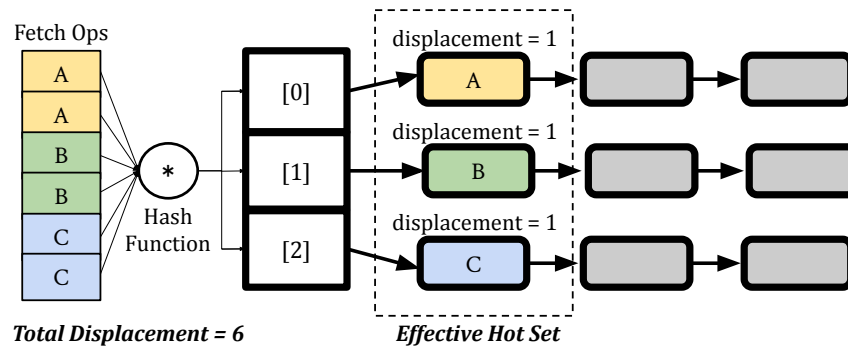 Fetch Ops
A
A
B
B
C
C
*
Hash
Function
[0]
[1]
[2]
displacement = 1
A
displacement = 1
B
displacement = 1
C
Total Displacement = 6
Effective Hot Set